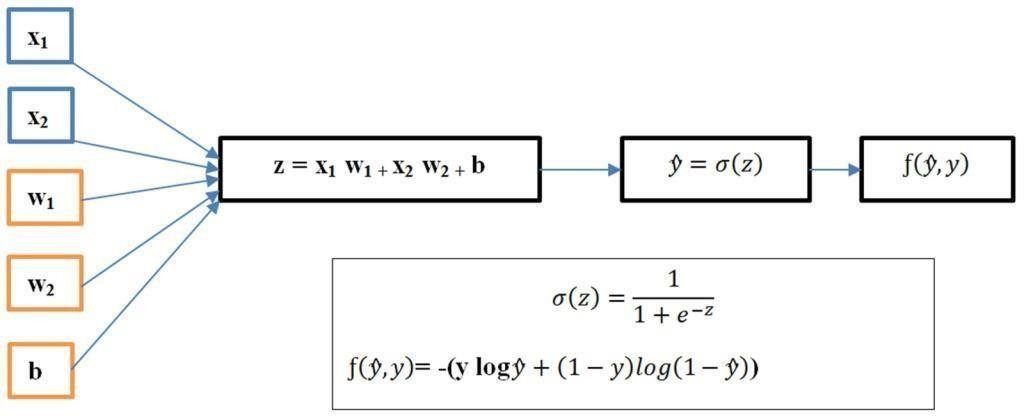 x₁
x₂
w₁
w₂
b
z = x₁ w₁ + x₂ w₂ + b
ŷ = σ(z)
ƒ(ŷ, y)
σ(z) = 1 / (1 + e⁻ᶻ)
ƒ(ŷ, y)= -(y logŷ + (1 − y)log(1 − ŷ))